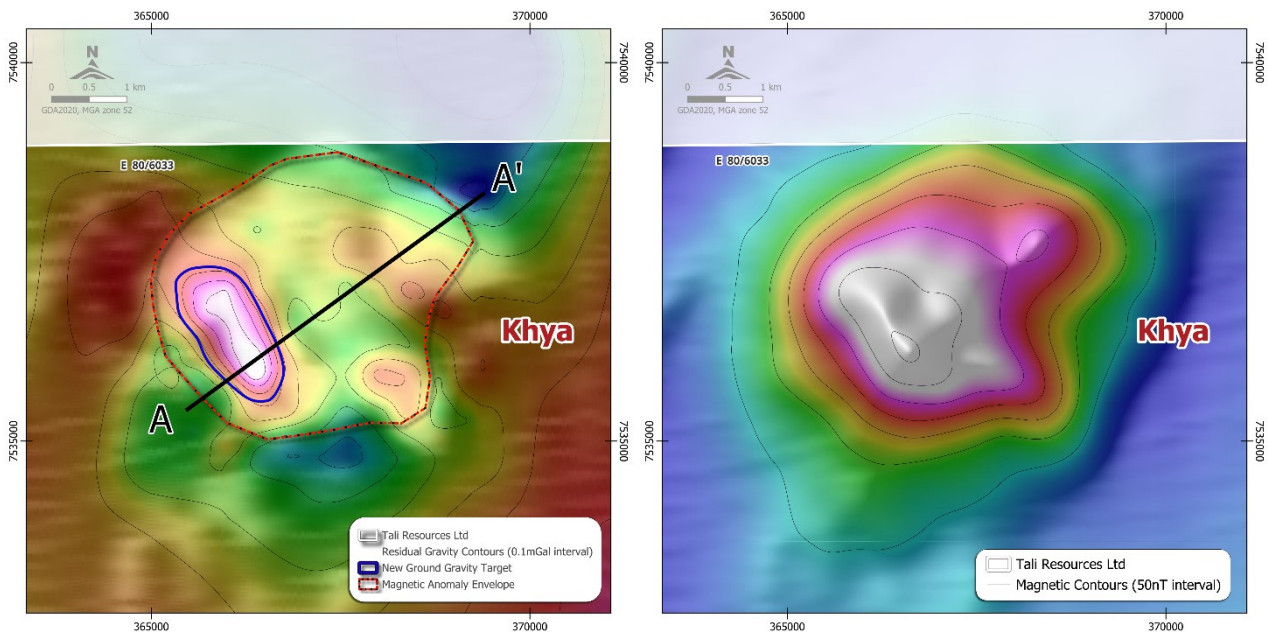 365000
370000
7540000
7540000
N
0 0.5 1 km
GDA2020, MGA zone 52
E 80/6033
A'
Khya
A
7535000
7535000
Tali Resources Ltd
Residual Gravity Contours (0.1mGal interval)
New Ground Gravity Target
Magnetic Anomaly Envelope
365000
370000
365000
370000
7540000
7540000
N
0 0.5 1 km
GDA2020, MGA zone 52
E 80/6033
Khya
7535000
7535000
Tali Resources Ltd
Magnetic Contours (50nT interval)
365000
370000